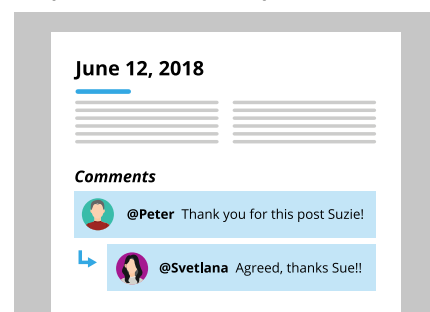 June 12, 2018
Comments
@Peter Thank you for this post Suzie!
@Svetlana Agreed, thanks Sue!!